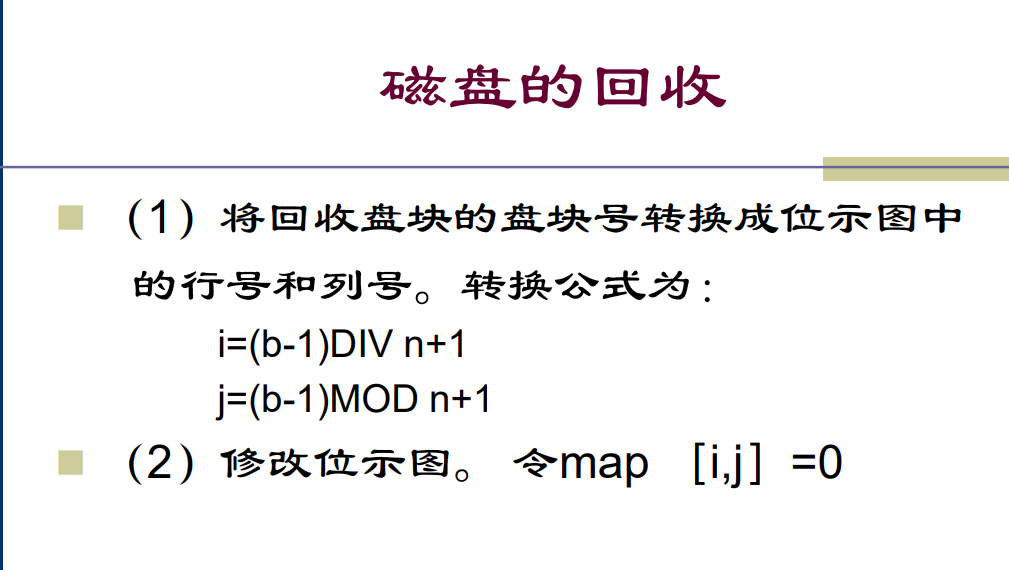 磁盘的回收
（1）将回收盘块的盘块号转换成位示图中
的行号和列号。转换公式为：
i=(b-1)DIV n+1
j=(b-1)MOD n+1
（2）修改位示图。 令map ［i,j］=0